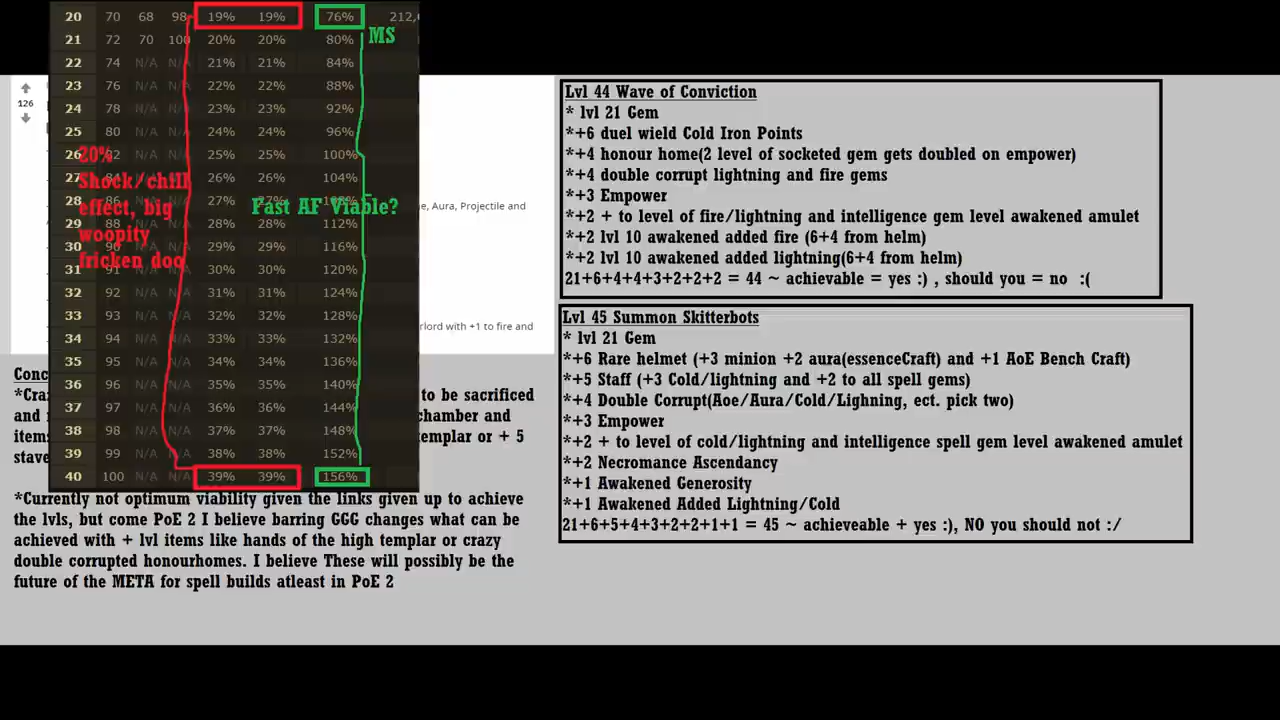 20 70 68 98 19% 19% 76% 212,
21 72 70 100 20% 20% 80%
MS
22 74 N/A N/A 21% 21% 84%
23 76 N/A N/A 22% 22% 88%
24 78 N/A N/A 23% 23% 92%
25 80 N/A N/A 24% 24% 96%
26 82 N/A N/A 25% 25% 100%
27 N/A N/A 26% 26% 104%
28 86 N/A N/A 27% 27%
29 88 N/A N/A 28% 28% 112%
30 90 N/A N/A 29% 29% 116%
31 91 N/A N/A 30% 30% 120%
32 92 N/A N/A 31% 31% 124%
33 93 N/A N/A 32% 32% 128%
34 94 N/A N/A 33% 33% 132%
35 95 N/A N/A 34% 34% 136%
36 96 N/A N/A 35% 35% 140%
37 97 N/A N/A 36% 36% 144%
38 98 N/A N/A 37% 37% 148%
39 99 N/A N/A 38% 38% 152%
40 100 N/A N/A 39% 39% 156%
20%
Shock/chill
effect, big
woopity
fricken doo
Fast AF Viable?
126
e, Aura, Projectile and
rlord with +1 to fire and
Conc
*Cra to be sacrificed
and chamber and
items templar or + 5
stave
*Currently not optimum viability given the links given up to achieve
the lvls, but come PoE 2 I believe barring GGG changes what can be
achieved with + lvl items like hands of the high templar or crazy
double corrupted honourhomes. I believe These will possibly be the
future of the META for spell builds atleast in PoE 2
Lvl 44 Wave of Conviction
* lvl 21 Gem
*+6 duel wield Cold Iron Points
*+4 honour home(2 level of socketed gem gets doubled on empower)
*+4 double corrupt lightning and fire gems
*+3 Empower
*+2 + to level of fire/lightning and intelligence gem level awakened amulet
*+2 lvl 10 awakened added fire (6+4 from helm)
*+2 lvl 10 awakened added lightning(6+4 from helm)
21+6+4+4+3+2+2+2 = 44 ~ achievable = yes :) , should you = no :(
Lvl 45 Summon Skitterbots
* lvl 21 Gem
*+6 Rare helmet (+3 minion +2 aura(essenceCraft) and +1 AoE Bench Craft)
*+5 Staff (+3 Cold/lightning and +2 to all spell gems)
*+4 Double Corrupt(Aoe/Aura/Cold/Lighning, ect. pick two)
*+3 Empower
*+2 + to level of cold/lightning and intelligence spell gem level awakened amulet
*+2 Necromance Ascendancy
*+1 Awakened Generosity
*+1 Awakened Added Lightning/Cold
21+6+5+4+3+2+2+1+1 = 45 ~ achieveable + yes :), NO you should not :/